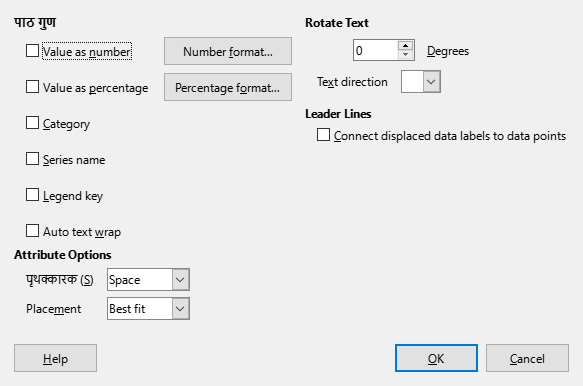 पाठ गुण
Value as number
Number format...
Value as percentage
Percentage format...
Category
Series name
Legend key
Auto text wrap
Attribute Options
पृथक्कारक (S)
Space
Placement
Best fit
Rotate Text
0
Degrees
Text direction
Leader Lines
Connect displaced data labels to data points
Help
OK
Cancel